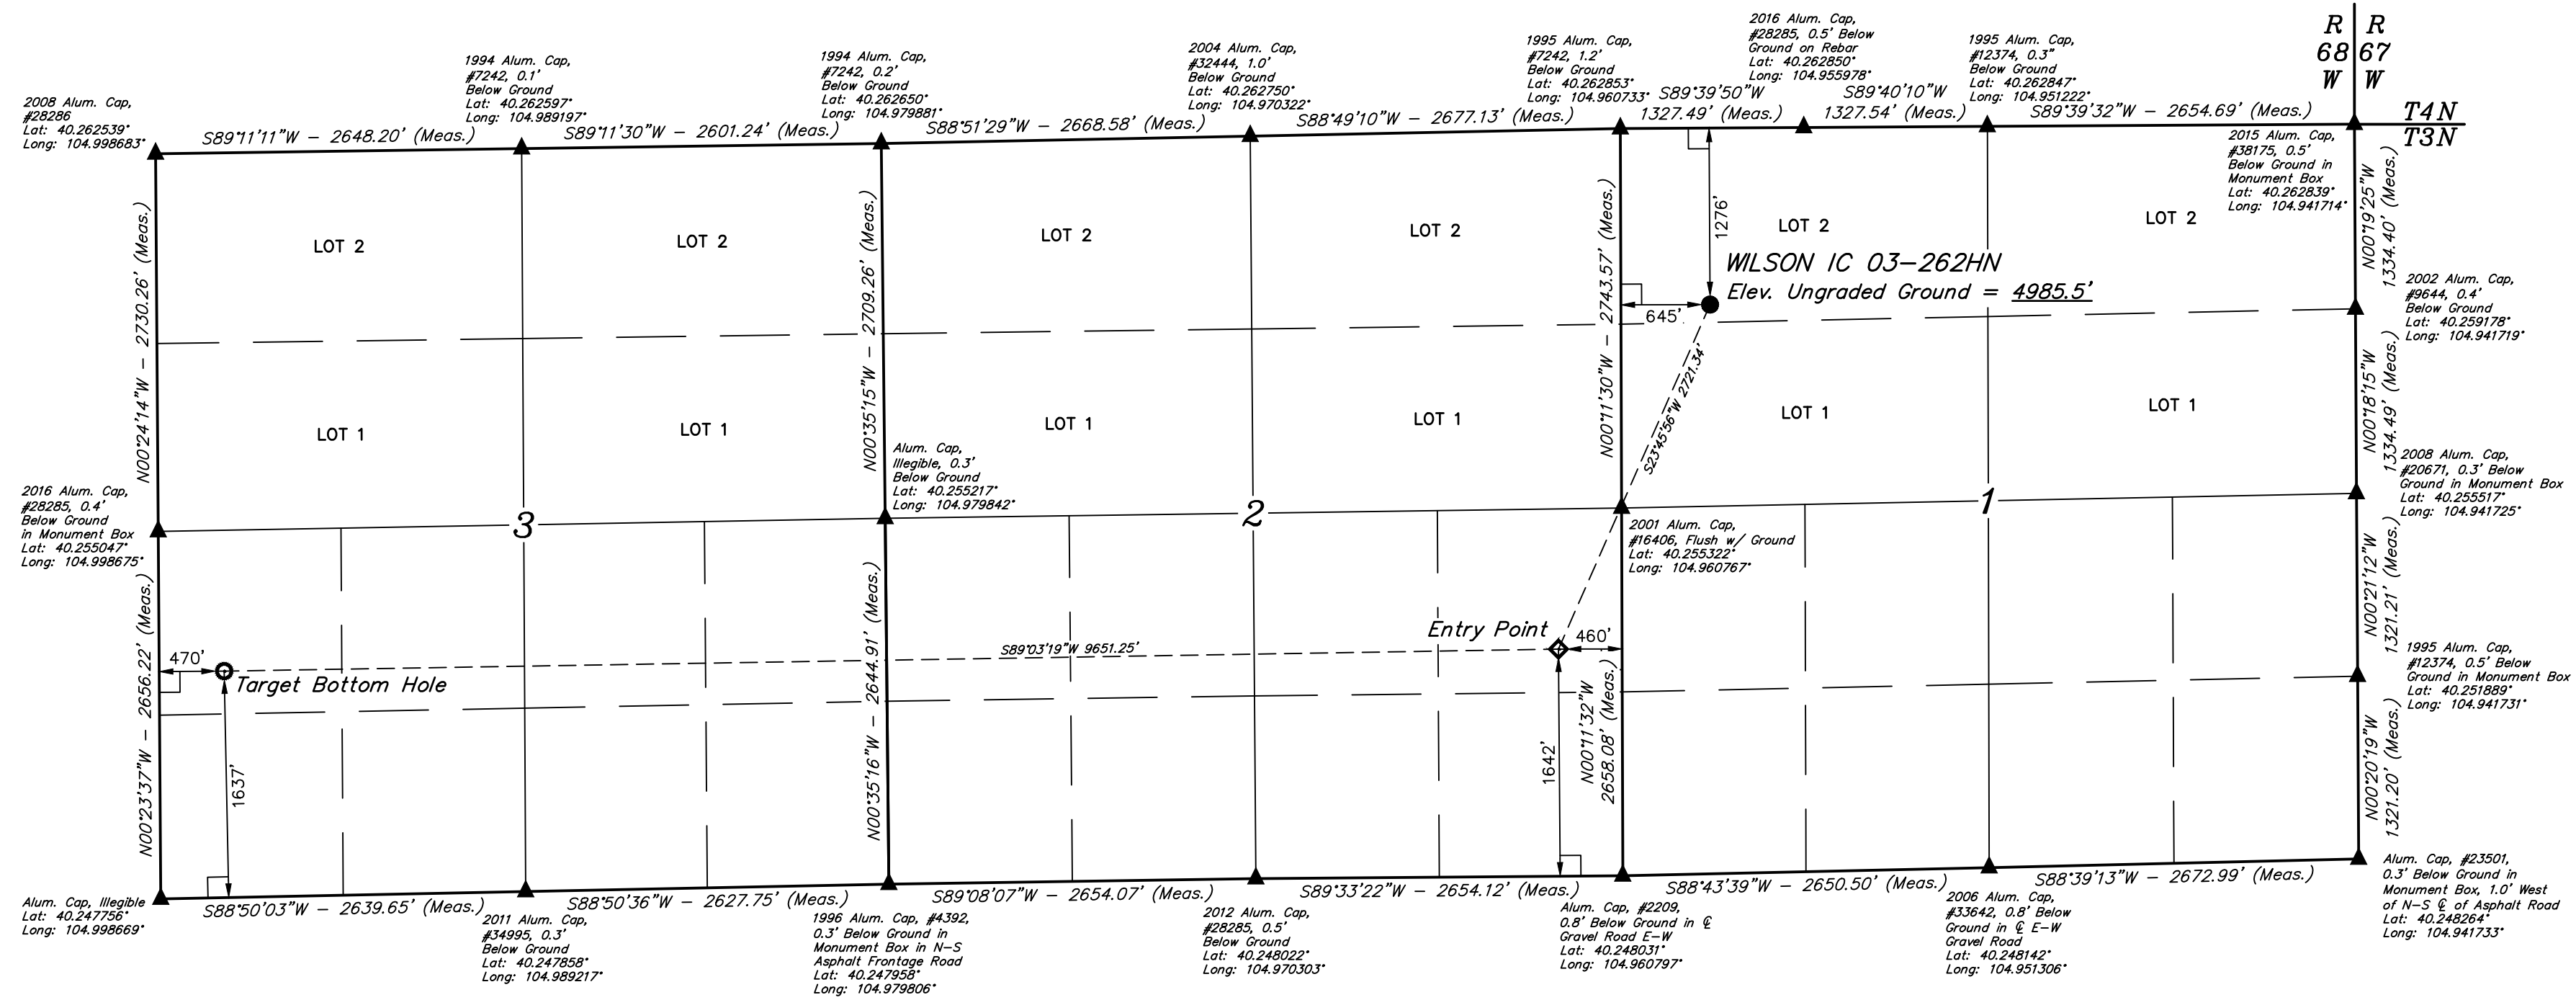 2008 Alum. Cap,
#28286
Lat: 40.262539°
Long: 104.998683°
1994 Alum. Cap,
#7242, 0.1'
Below Ground
Lat: 40.262597°
Long: 104.989197°
1994 Alum. Cap,
#7242, 0.2'
Below Ground
Lat: 40.262650°
Long: 104.979881°
2004 Alum. Cap,
#32444, 1.0'
Below Ground
Lat: 40.262750°
Long: 104.970322°
1995 Alum. Cap,
#7242, 1.2'
Below Ground
Lat: 40.262853°
Long: 104.960733°
2016 Alum. Cap,
#28285, 0.5' Below
Ground on Rebar
Lat: 40.262850°
Long: 104.955978°
1995 Alum. Cap,
#12374, 0.3"
Below Ground
Lat: 40.262847°
Long: 104.951222°
R R
68 67
W W
T4N
T3N
S89°11'11"W - 2648.20' (Meas.)
S89°11'30"W - 2601.24' (Meas.)
S88°51'29"W - 2668.58' (Meas.)
S88°49'10"W - 2677.13' (Meas.)
S89°39'50"W
1327.49' (Meas.)
S89°40'10"W
1327.54' (Meas.)
S89°39'32"W - 2654.69' (Meas.)
2015 Alum. Cap,
#38175, 0.5'
Below Ground in
Monument Box
Lat: 40.262839°
Long: 104.941714°
N00°24'14"W - 2730.26' (Meas.)
N00°35'15"W - 2709.26' (Meas.)
N00°11'30"W - 2743.57' (Meas.)
N00°19'25"W
1334.40' (Meas.)
LOT 2
LOT 2
LOT 2
LOT 2
LOT 2
LOT 2
1276'
WILSON IC 03-262HN
Elev. Ungraded Ground = 4985.5'
645'
2002 Alum. Cap,
#9644, 0.4'
Below Ground
Lat: 40.259178°
Long: 104.941719°
S23°45'56"W 2721.34'
N00°18'15"W
1334.49' (Meas.)
LOT 1
LOT 1
LOT 1
LOT 1
LOT 1
LOT 1
2016 Alum. Cap,
#28285, 0.4'
Below Ground
in Monument Box
Lat: 40.255047°
Long: 104.998675°
Alum. Cap,
Illegible, 0.3'
Below Ground
Lat: 40.255217°
Long: 104.979842°
2008 Alum. Cap,
#20671, 0.3' Below
Ground in Monument Box
Lat: 40.255517°
Long: 104.941725°
3
2
1
2001 Alum. Cap,
#16406, Flush w/ Ground
Lat: 40.255322°
Long: 104.960767°
N00°23'37"W - 2656.22' (Meas.)
N00°35'16"W - 2644.91' (Meas.)
N00°11'32"W
2658.08' (Meas.)
N00°21'12"W
1321.21' (Meas.)
Entry Point
460'
S89°03'19"W 9651.25'
470'
Target Bottom Hole
1637'
1642'
1995 Alum. Cap,
#12374, 0.5' Below
Ground in Monument Box
Lat: 40.251889°
Long: 104.941731°
N00°20'19"W
1321.20' (Meas.)
S88°50'03"W - 2639.65' (Meas.)
S88°50'36"W - 2627.75' (Meas.)
S89°08'07"W - 2654.07' (Meas.)
S89°33'22"W - 2654.12' (Meas.)
S88°43'39"W - 2650.50' (Meas.)
S88°39'13"W - 2672.99' (Meas.)
Alum. Cap, Illegible
Lat: 40.247756°
Long: 104.998669°
2011 Alum. Cap,
#34995, 0.3'
Below Ground
Lat: 40.247858°
Long: 104.989217°
1996 Alum. Cap, #4392,
0.3' Below Ground in
Monument Box in N-S
Asphalt Frontage Road
Lat: 40.247958°
Long: 104.979806°
2012 Alum. Cap,
#28285, 0.5'
Below Ground
Lat: 40.248022°
Long: 104.970303°
Alum. Cap, #2209,
0.8' Below Ground in ℄
Gravel Road E-W
Lat: 40.248031°
Long: 104.960797°
2006 Alum. Cap,
#33642, 0.8' Below
Ground in ℄ E-W
Gravel Road
Lat: 40.248142°
Long: 104.951306°
Alum. Cap, #23501,
0.3' Below Ground in
Monument Box, 1.0' West
of N-S ℄ of Asphalt Road
Lat: 40.248264°
Long: 104.941733°